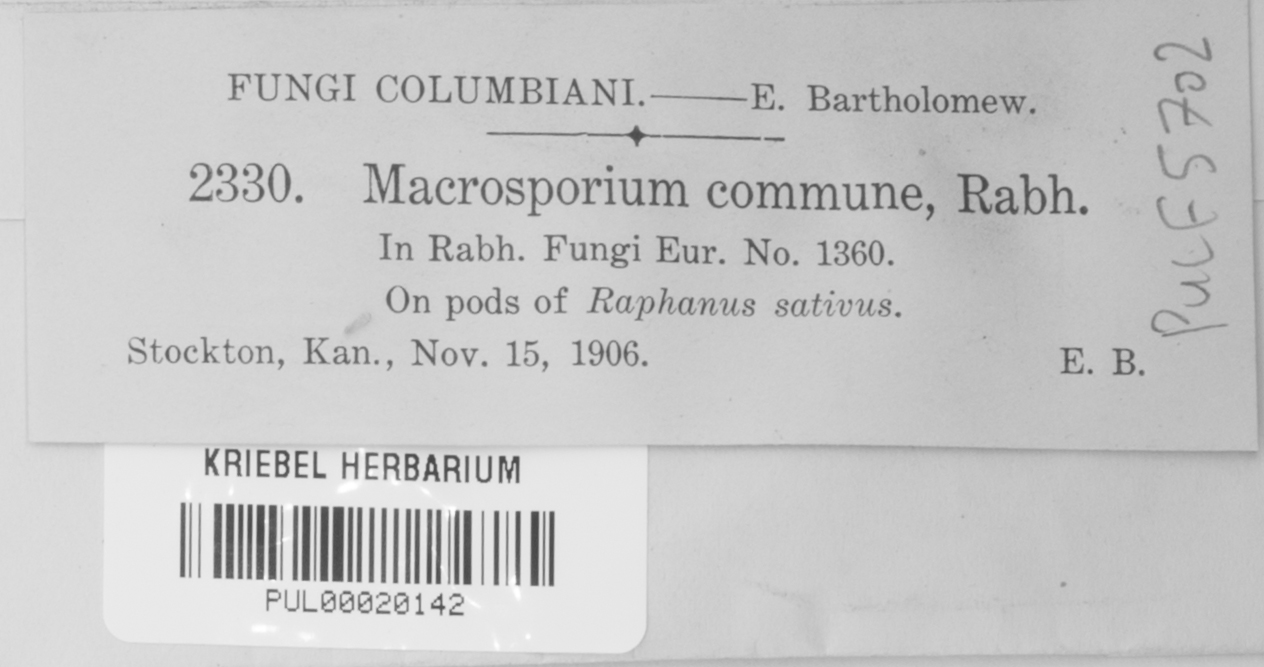 FUNGI COLUMBIANI.——E. Bartholomew.
2330. Macrosporium commune, Rabh.
In Rabh. Fungi Eur. No. 1360.
On pods of Raphanus sativus.
Stockton, Kan., Nov. 15, 1906. E. B.
PULF5702
KRIEBEL HERBARIUM
PUL00020142